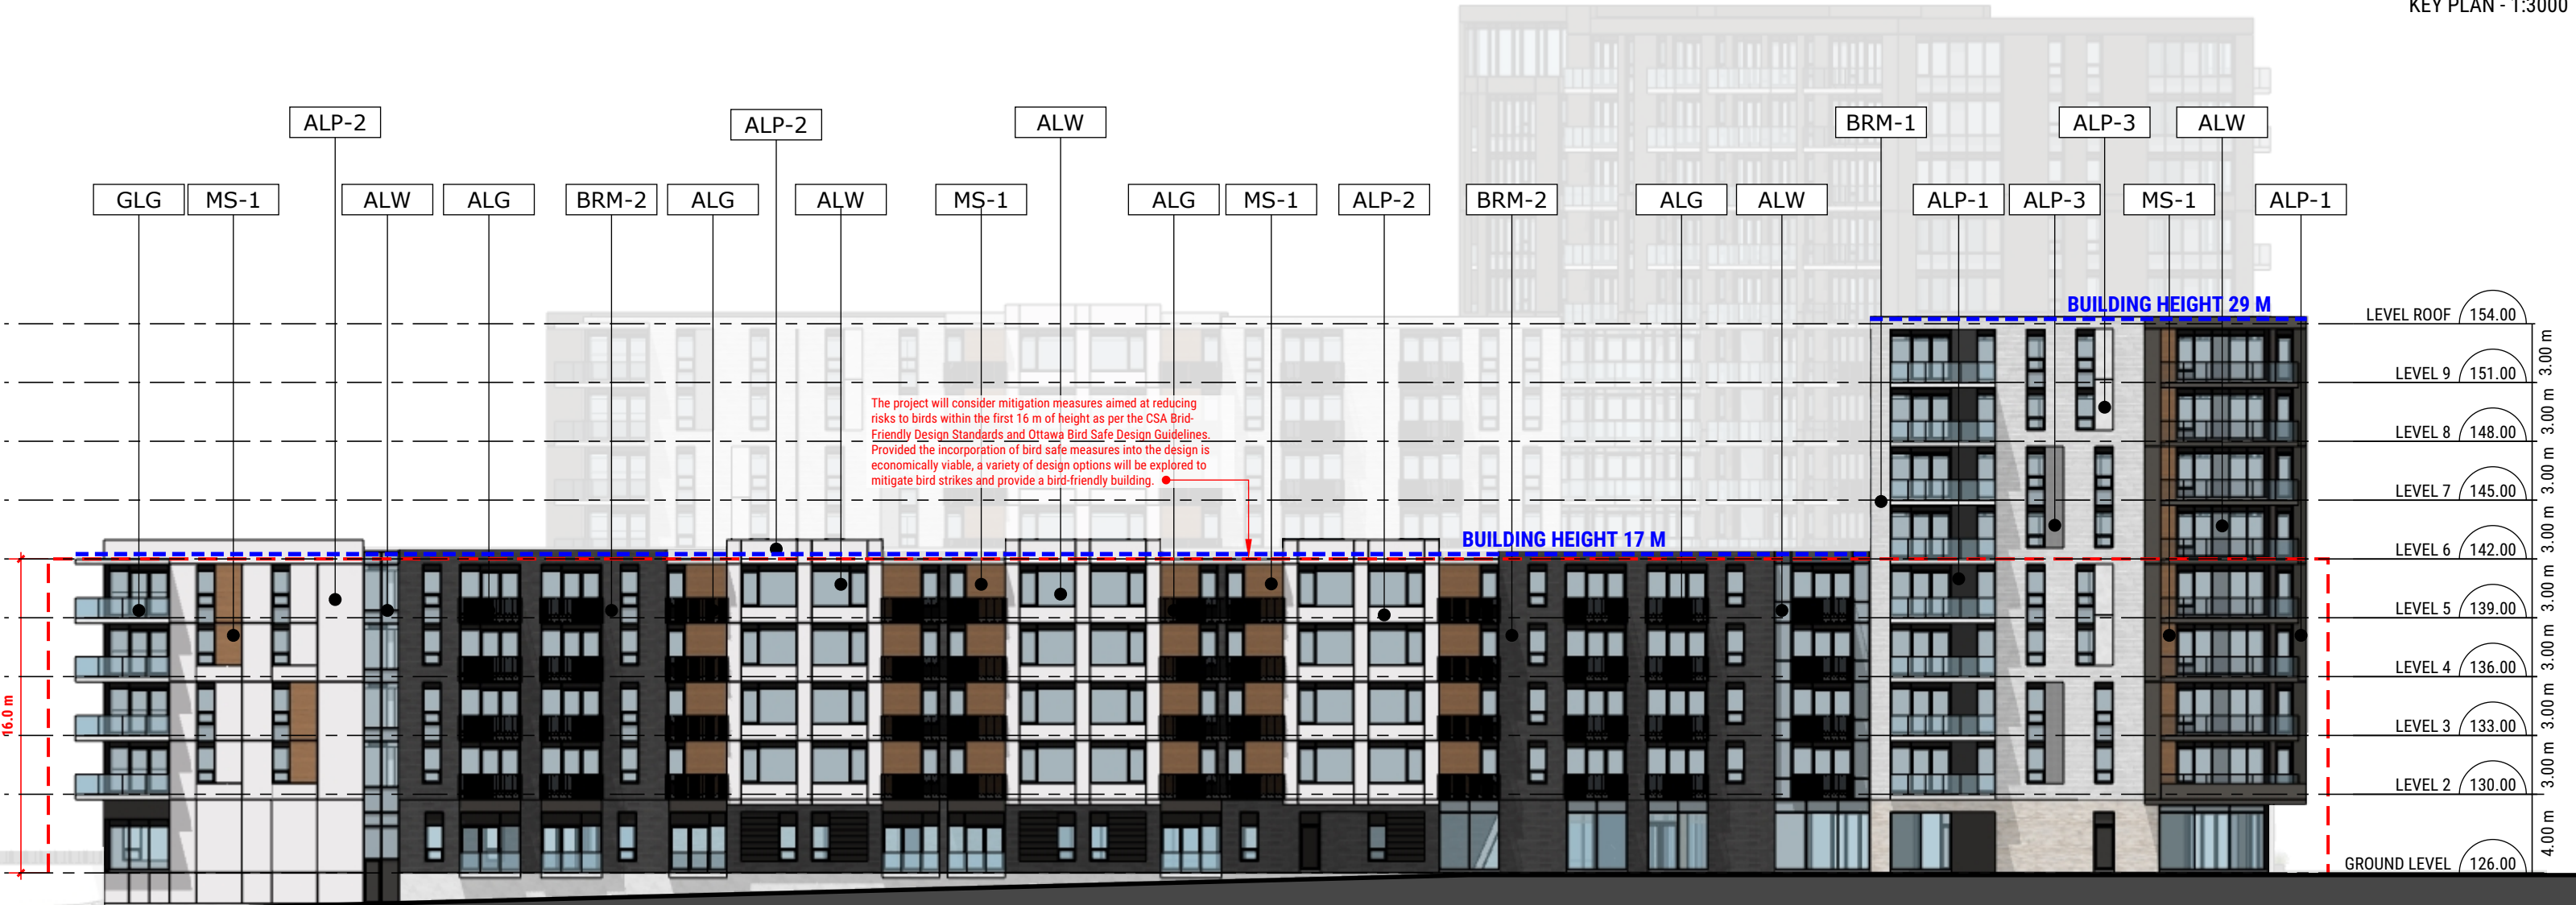 KEY PLAN - 1:3000
ALP-2
ALP-2
ALW
BRM-1
ALP-3
ALW
GLG
MS-1
ALW
ALG
BRM-2
ALG
ALW
MS-1
ALG
MS-1
ALP-2
BRM-2
ALG
ALW
ALP-1
ALP-3
MS-1
ALP-1
BUILDING HEIGHT 29 M
LEVEL ROOF 154.00
3.00 m
LEVEL 9 151.00
3.00 m
The project will consider mitigation measures aimed at reducing
risks to birds within the first 16 m of height as per the CSA Brid-
Friendly Design Standards and Ottawa Bird Safe Design Guidelines.
Provided the incorporation of bird safe measures into the design is
economically viable, a variety of design options will be explored to
mitigate bird strikes and provide a bird-friendly building.
LEVEL 8 148.00
3.00 m
LEVEL 7 145.00
3.00 m
BUILDING HEIGHT 17 M
LEVEL 6 142.00
3.00 m
LEVEL 5 139.00
3.00 m
LEVEL 4 136.00
3.00 m
16.0 m
LEVEL 3 133.00
3.00 m
LEVEL 2 130.00
4.00 m
GROUND LEVEL 126.00